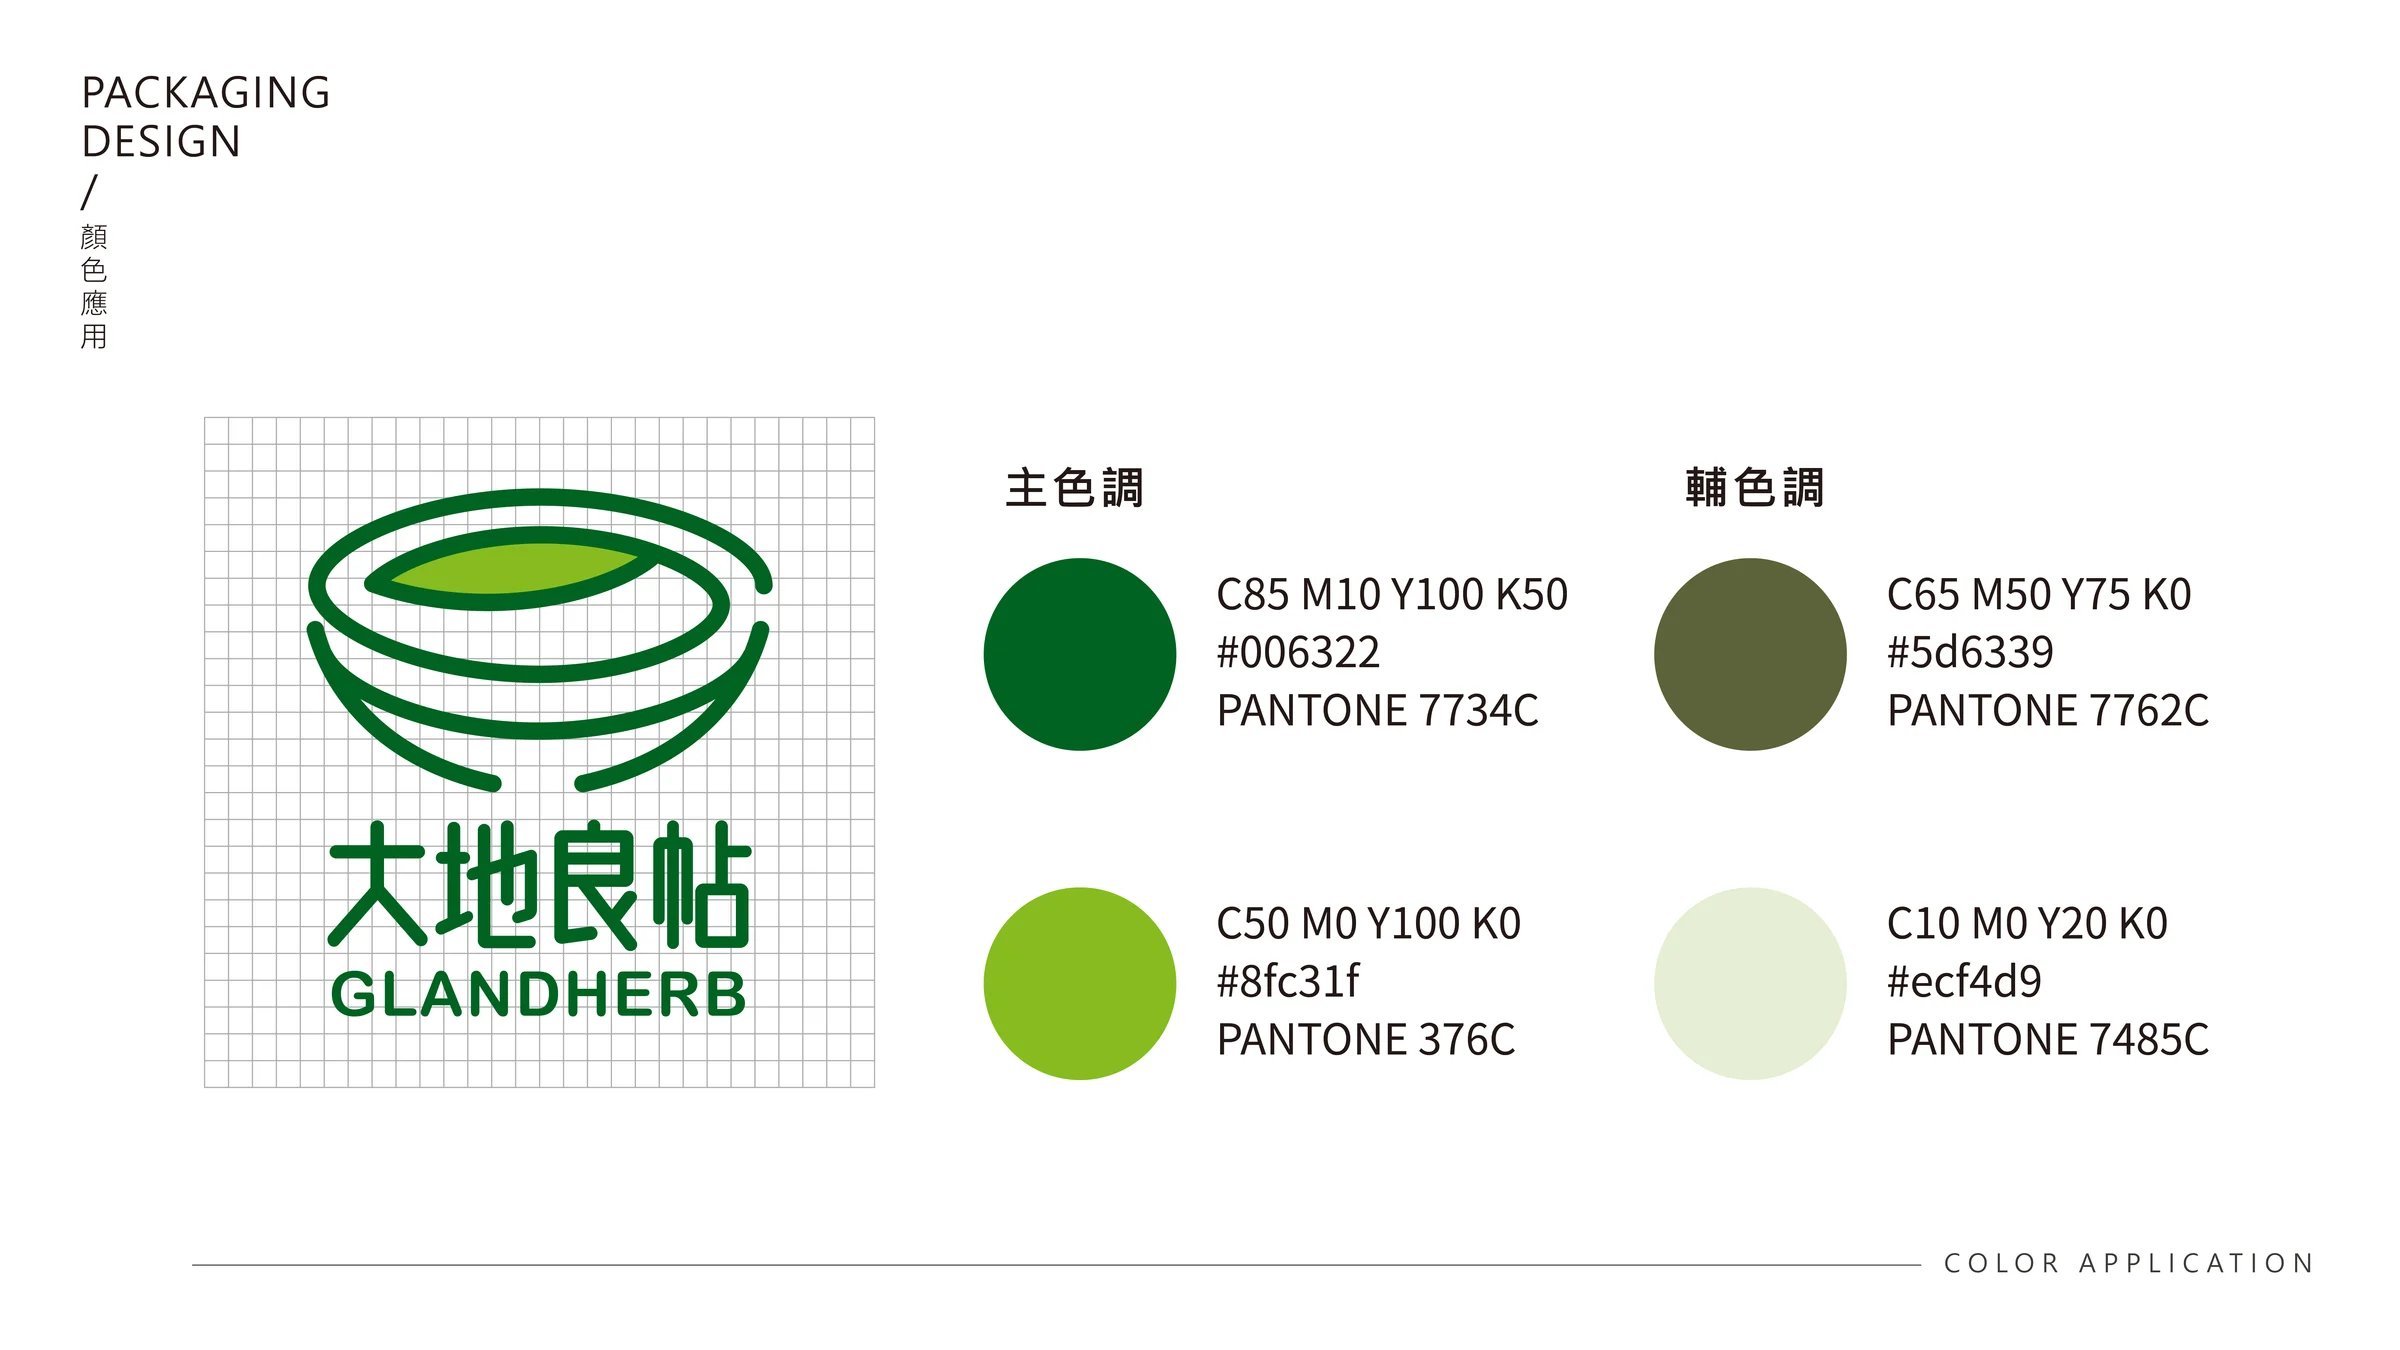 PACKAGING
DESIGN
/
顏色應用
大地良帖
GLANDHERB
主色調
C85 M10 Y100 K50
#006322
PANTONE 7734C
C50 M0 Y100 K0
#8fc31f
PANTONE 376C
輔色調
C65 M50 Y75 K0
#5d6339
PANTONE 7762C
C10 M0 Y20 K0
#ecf4d9
PANTONE 7485C
COLOR APPLICATION